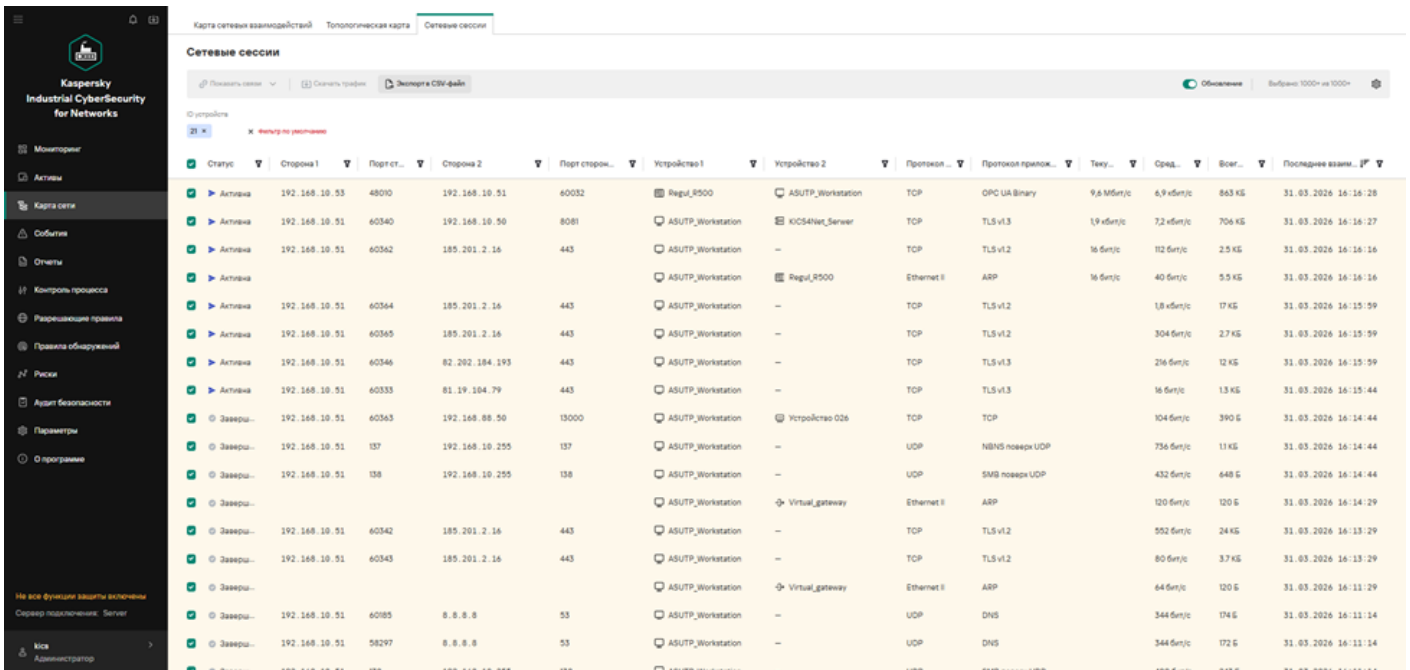 Карта сетевых взаимодействий Топологическая карта Сетевые сессии
Kaspersky
Industrial CyberSecurity
for Networks
Мониторинг
Активы
Карта сети
События
Отчеты
Контроль процесса
Разрешающие правила
Правила обнаружений
Риски
Аудит безопасности
Параметры
О программе
Не все функции защиты включены
Сервер подключения: Server
kics
Администратор
Сетевые сессии
Показать связи Скачать трафик Экспорт в CSV-файл Обновление Выбрано: 1000+ из 1000+
ID устройств
21 × × Фильтр по умолчанию
Статус Сторона 1 Порт ст... Сторона 2 Порт сторон... Устройство 1 Устройство 2 Протокол ... Протокол прилож... Теку... Сред... Всег... Последнее взаим...
Активна 192.168.10.53 48010 192.168.10.51 60032 Regul_R500 ASUTP_Workstation TCP OPC UA Binary 9,6 Мбит/с 6,9 кбит/с 863 КБ 31.03.2026 16:16:28
Активна 192.168.10.51 60340 192.168.10.50 8081 ASUTP_Workstation KICS4Net_Serwer TCP TLS v1.3 1,9 кбит/с 7,2 кбит/с 706 КБ 31.03.2026 16:16:27
Активна 192.168.10.51 60362 185.201.2.16 443 ASUTP_Workstation — TCP TLS v1.2 16 бит/с 112 бит/с 2.5 КБ 31.03.2026 16:16:16
Активна ASUTP_Workstation Regul_R500 Ethernet II ARP 16 бит/с 40 бит/с 5.5 КБ 31.03.2026 16:16:16
Активна 192.168.10.51 60364 185.201.2.16 443 ASUTP_Workstation — TCP TLS v1.2 1,8 кбит/с 17 КБ 31.03.2026 16:15:59
Активна 192.168.10.51 60365 185.201.2.16 443 ASUTP_Workstation — TCP TLS v1.2 304 бит/с 2.7 КБ 31.03.2026 16:15:59
Активна 192.168.10.51 60346 82.202.184.193 443 ASUTP_Workstation — TCP TLS v1.3 216 бит/с 12 КБ 31.03.2026 16:15:59
Активна 192.168.10.51 60333 81.19.104.79 443 ASUTP_Workstation — TCP TLS v1.3 16 бит/с 1.3 КБ 31.03.2026 16:15:44
Заверш... 192.168.10.51 60363 192.168.88.50 13000 ASUTP_Workstation Устройство 026 TCP TCP 104 бит/с 390 Б 31.03.2026 16:14:44
Заверш... 192.168.10.51 137 192.168.10.255 137 ASUTP_Workstation — UDP NBNS поверх UDP 736 бит/с 1.1 КБ 31.03.2026 16:14:44
Заверш... 192.168.10.51 138 192.168.10.255 138 ASUTP_Workstation — UDP SMB поверх UDP 432 бит/с 648 Б 31.03.2026 16:14:44
Заверш... ASUTP_Workstation Virtual_gateway Ethernet II ARP 120 бит/с 120 Б 31.03.2026 16:14:29
Заверш... 192.168.10.51 60342 185.201.2.16 443 ASUTP_Workstation — TCP TLS v1.2 552 бит/с 24 КБ 31.03.2026 16:13:29
Заверш... 192.168.10.51 60343 185.201.2.16 443 ASUTP_Workstation — TCP TLS v1.2 80 бит/с 3.7 КБ 31.03.2026 16:13:29
Заверш... ASUTP_Workstation Virtual_gateway Ethernet II ARP 64 бит/с 120 Б 31.03.2026 16:11:29
Заверш... 192.168.10.51 60185 8.8.8.8 53 ASUTP_Workstation — UDP DNS 344 бит/с 174 Б 31.03.2026 16:11:14
Заверш... 192.168.10.51 58297 8.8.8.8 53 ASUTP_Workstation — UDP DNS 344 бит/с 172 Б 31.03.2026 16:11:14